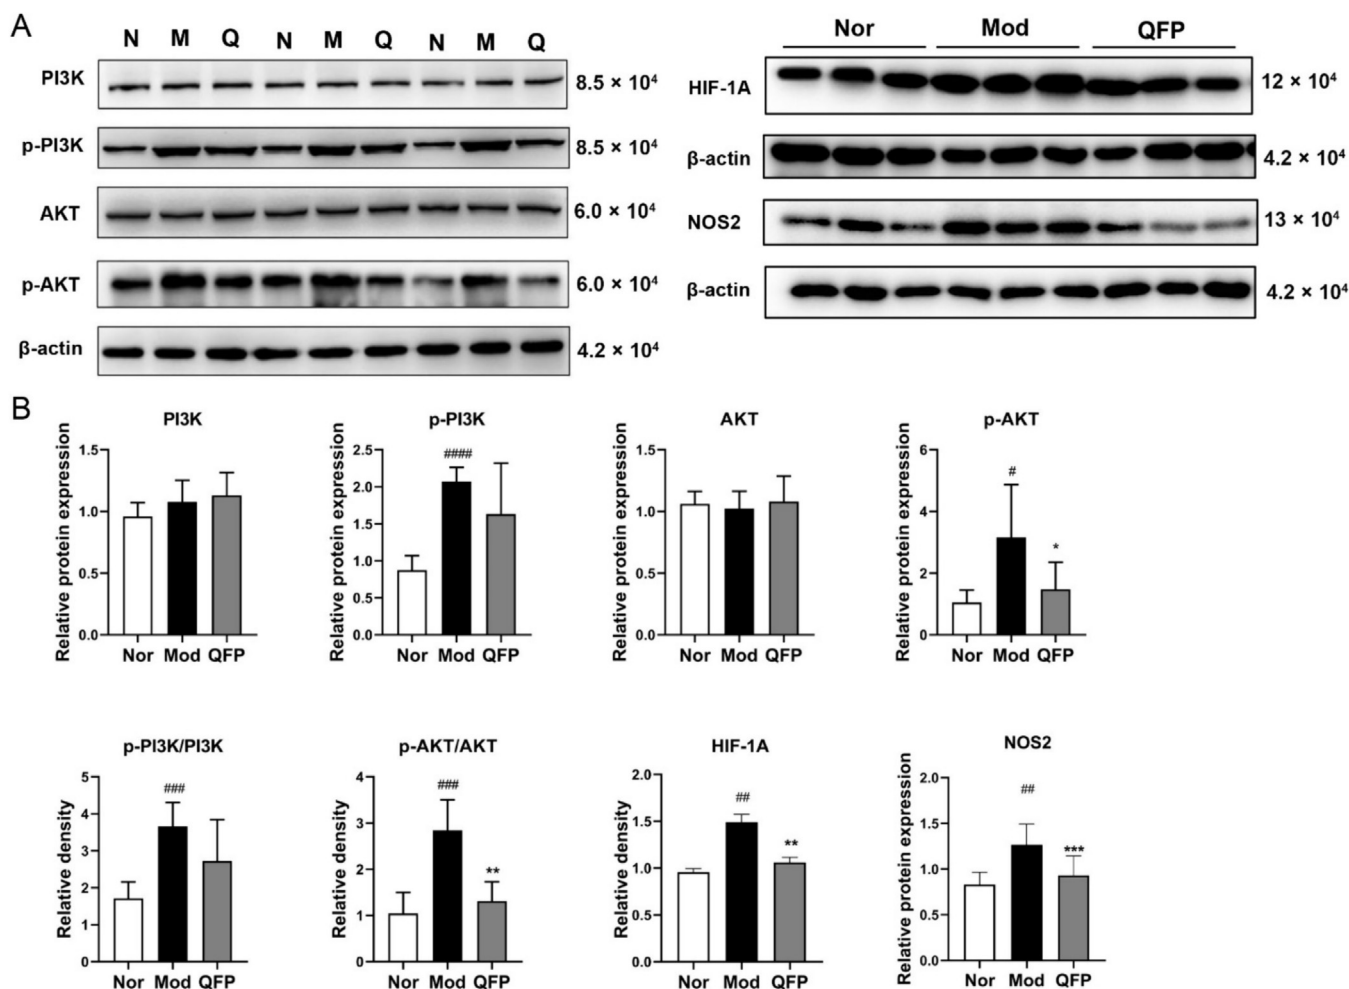 A
N M Q N M Q N M Q
PI3K 8.5 × 10⁴
p-PI3K 8.5 × 10⁴
AKT 6.0 × 10⁴
p-AKT 6.0 × 10⁴
β-actin 4.2 × 10⁴
Nor Mod QFP
HIF-1A 12 × 10⁴
β-actin 4.2 × 10⁴
NOS2 13 × 10⁴
β-actin 4.2 × 10⁴
B
PI3K
Relative protein expression
1.5
1.0
0.5
0.0
Nor Mod QFP
p-PI3K
Relative protein expression
2.5
2.0
1.5
1.0
0.5
0.0
####
Nor Mod QFP
AKT
Relative protein expression
1.5
1.0
0.5
0.0
Nor Mod QFP
p-AKT
Relative protein expression
6
4
2
0
#
*
Nor Mod QFP
p-PI3K/PI3K
Relative density
5
4
3
2
1
0
###
Nor Mod QFP
p-AKT/AKT
Relative density
4
3
2
1
0
###
**
Nor Mod QFP
HIF-1A
Relative density
2.0
1.5
1.0
0.5
0.0
##
**
Nor Mod QFP
NOS2
Relative protein expression
2.0
1.5
1.0
0.5
0.0
##
***
Nor Mod QFP